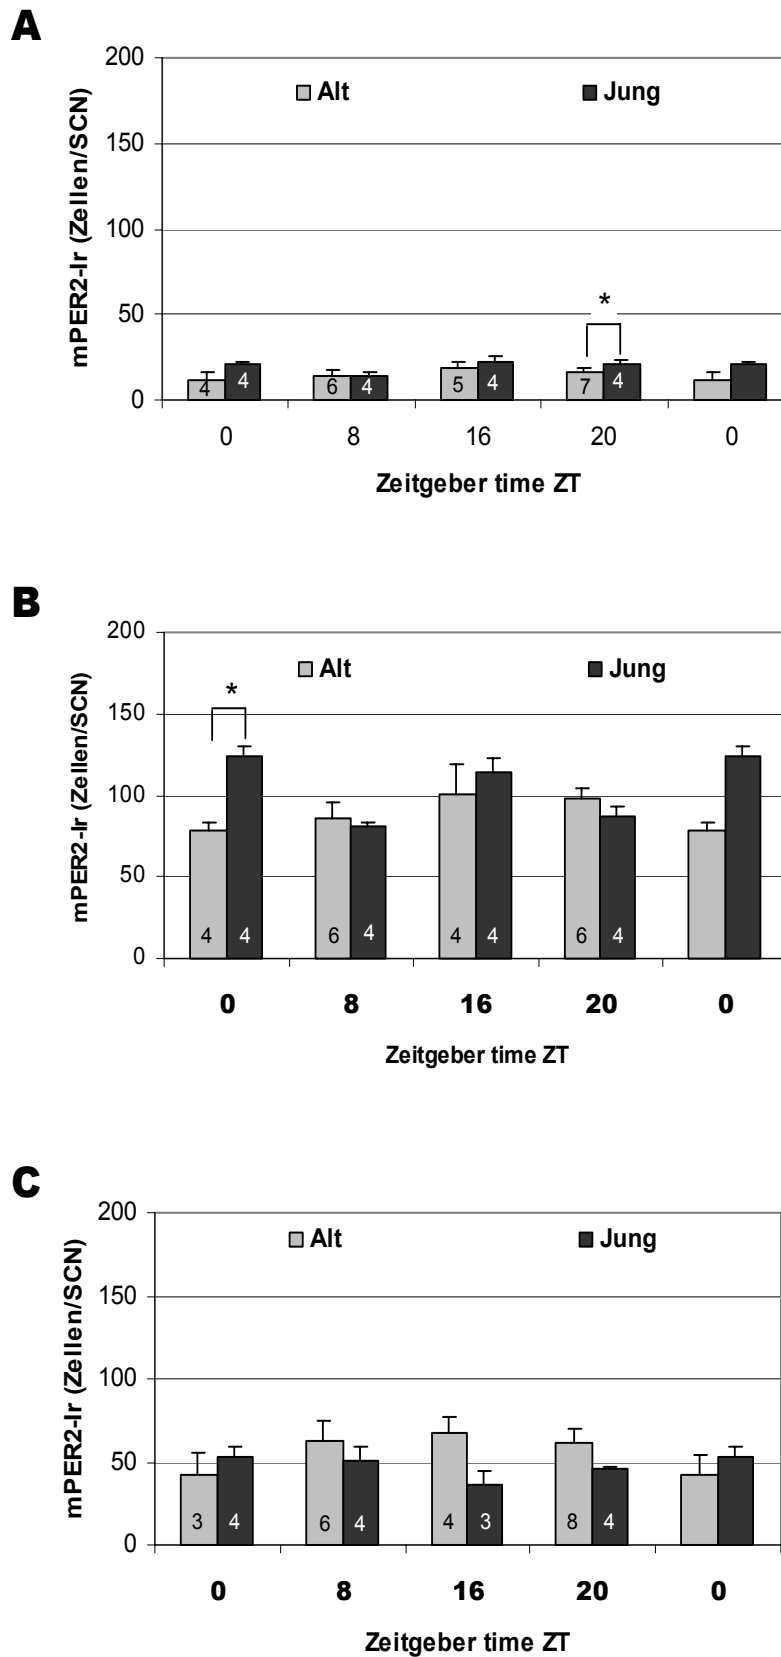 A
200
150
100
50
0
mPER2-Ir (Zellen/SCN)
Alt Jung
*
4 4 6 4 5 4 7 4
0 8 16 20 0
Zeitgeber time ZT
B
200
150
100
50
0
mPER2-Ir (Zellen/SCN)
Alt Jung
*
4 4 6 4 4 4 6 4
0 8 16 20 0
Zeitgeber time ZT
C
200
150
100
50
0
mPER2-Ir (Zellen/SCN)
Alt Jung
3 4 6 4 4 3 8 4
0 8 16 20 0
Zeitgeber time ZT